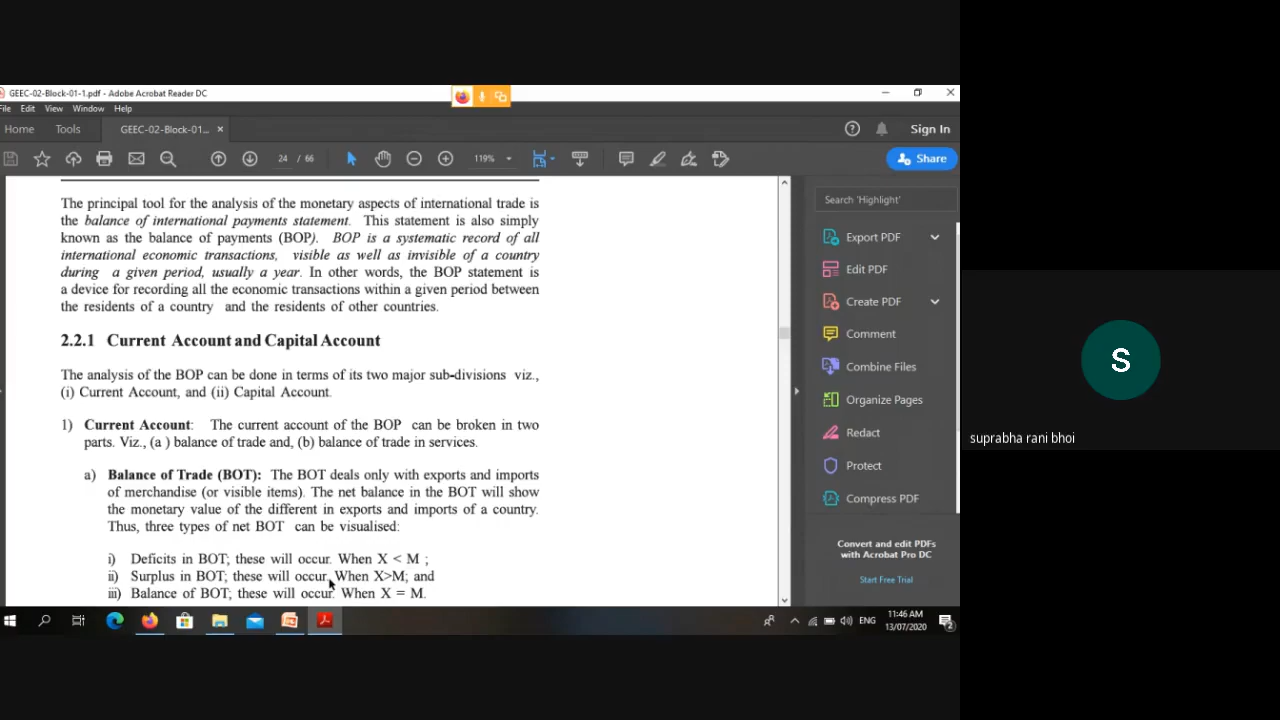 GEEC-02-Block-01-1.pdf - Adobe Acrobat Reader DC
File Edit View Window Help
Home Tools GEEC-02-Block-01... × Sign In
24 / 66 119% Share
The principal tool for the analysis of the monetary aspects of international trade is
the balance of international payments statement. This statement is also simply
known as the balance of payments (BOP). BOP is a systematic record of all
international economic transactions, visible as well as invisible of a country
during a given period, usually a year. In other words, the BOP statement is
a device for recording all the economic transactions within a given period between
the residents of a country and the residents of other countries.
2.2.1 Current Account and Capital Account
The analysis of the BOP can be done in terms of its two major sub-divisions viz.,
(i) Current Account, and (ii) Capital Account.
1) Current Account: The current account of the BOP can be broken in two
parts. Viz., (a ) balance of trade and, (b) balance of trade in services.
a) Balance of Trade (BOT): The BOT deals only with exports and imports
of merchandise (or visible items). The net balance in the BOT will show
the monetary value of the different in exports and imports of a country.
Thus, three types of net BOT can be visualised:
i) Deficits in BOT; these will occur. When X < M ;
ii) Surplus in BOT; these will occur. When X>M; and
iii) Balance of BOT; these will occur. When X = M.
Search 'Highlight'
Export PDF
Edit PDF
Create PDF
Comment
Combine Files
Organize Pages
Redact
Protect
Compress PDF
Convert and edit PDFs
with Acrobat Pro DC
Start Free Trial
ENG
11:46 AM
13/07/2020
2
S
suprabha rani bhoi